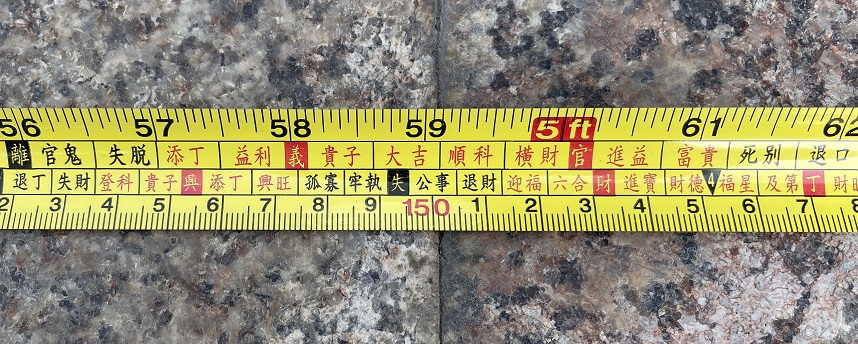 56 57 58 59 5ft 61 62
離 官鬼 失脱 添丁 益利 義 貴子 大吉 順科 横財 官 進益 富貴 死别 退口
退丁 失財 登科 貴子 興 添丁 興旺 孤寡 牢執 失 公事 退財 迎福 六合 財 進寶 財德 4 福星 及第 丁 財旺
2 3 4 5 6 7 8 9 150 1 2 3 4 5 6 7 8